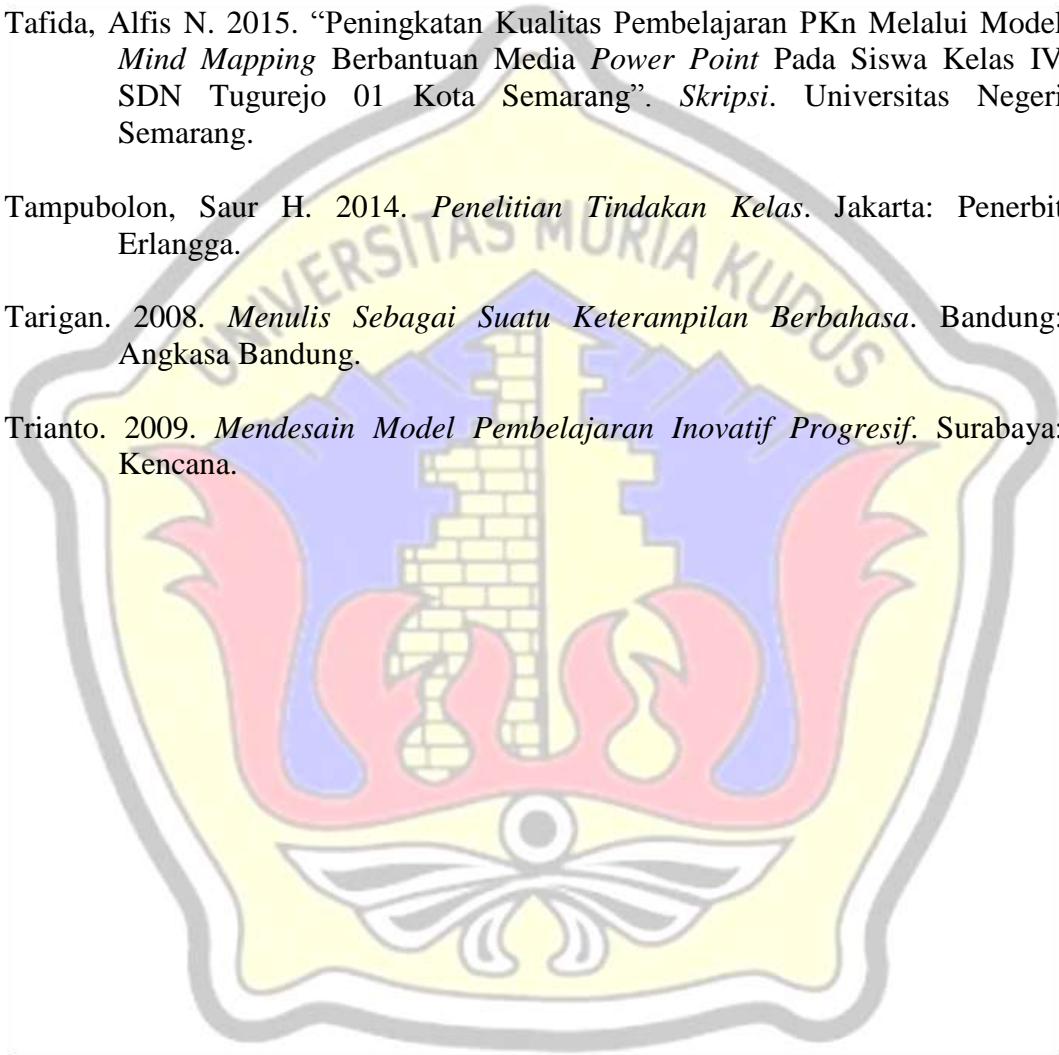 Tafida, Alfis N. 2015. “Peningkatan Kualitas Pembelajaran PKn Melalui Model
Mind Mapping Berbantuan Media Power Point Pada Siswa Kelas IV
SDN Tugurejo 01 Kota Semarang”. Skripsi. Universitas Negeri
Semarang.
Tampubolon, Saur H. 2014. Penelitian Tindakan Kelas. Jakarta: Penerbit
Erlangga.
Tarigan. 2008. Menulis Sebagai Suatu Keterampilan Berbahasa. Bandung:
Angkasa Bandung.
Trianto. 2009. Mendesain Model Pembelajaran Inovatif Progresif. Surabaya:
Kencana.
UNIVERSITAS MURIA KUDUS